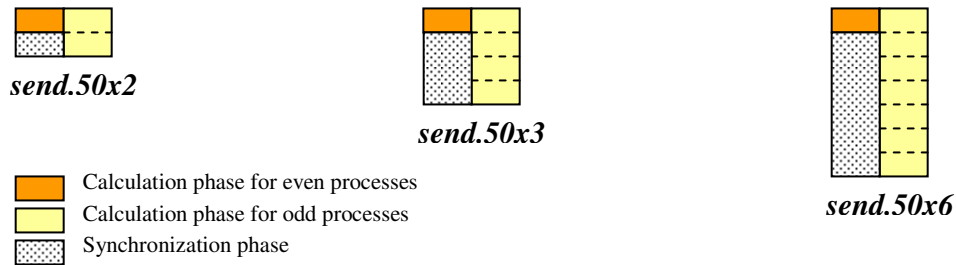 send.50x2
send.50x3
send.50x6
Calculation phase for even processes
Calculation phase for odd processes
Synchronization phase